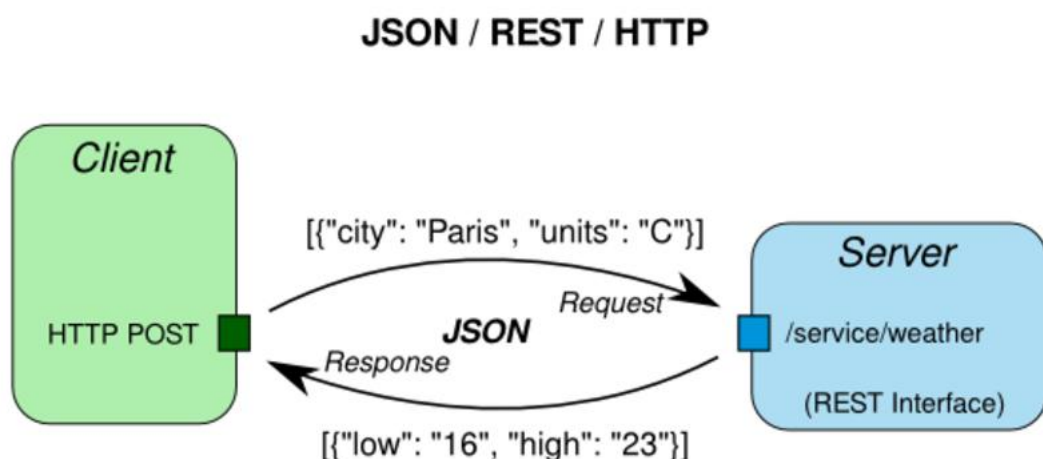 JSON / REST / HTTP
Client
[{"city": "Paris", "units": "C"}]
Server
Request
HTTP POST
JSON
/service/weather
Response
(REST Interface)
[{"low": "16", "high": "23"}]